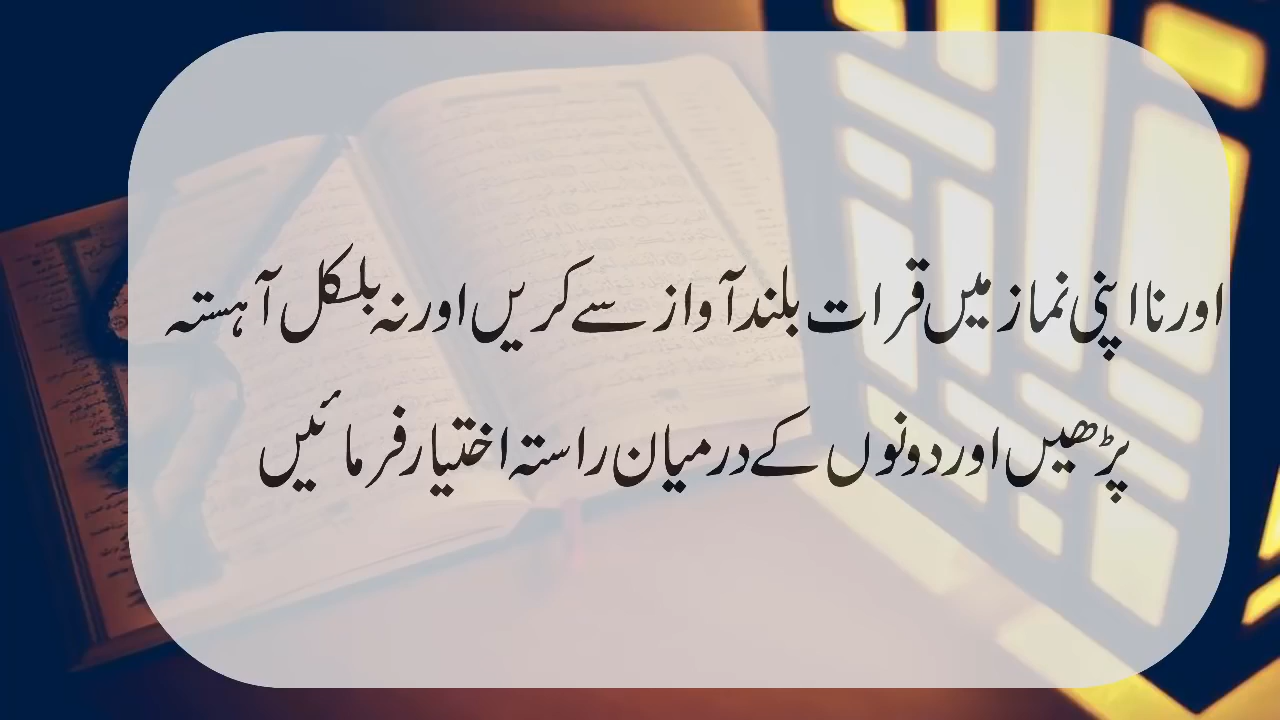 اور نا اپنی نماز میں قرات بلند آواز سے کریں اور نہ بلکل آہستہ
پڑھیں اور دونوں کے درمیان راستہ اختیار فرمائیں